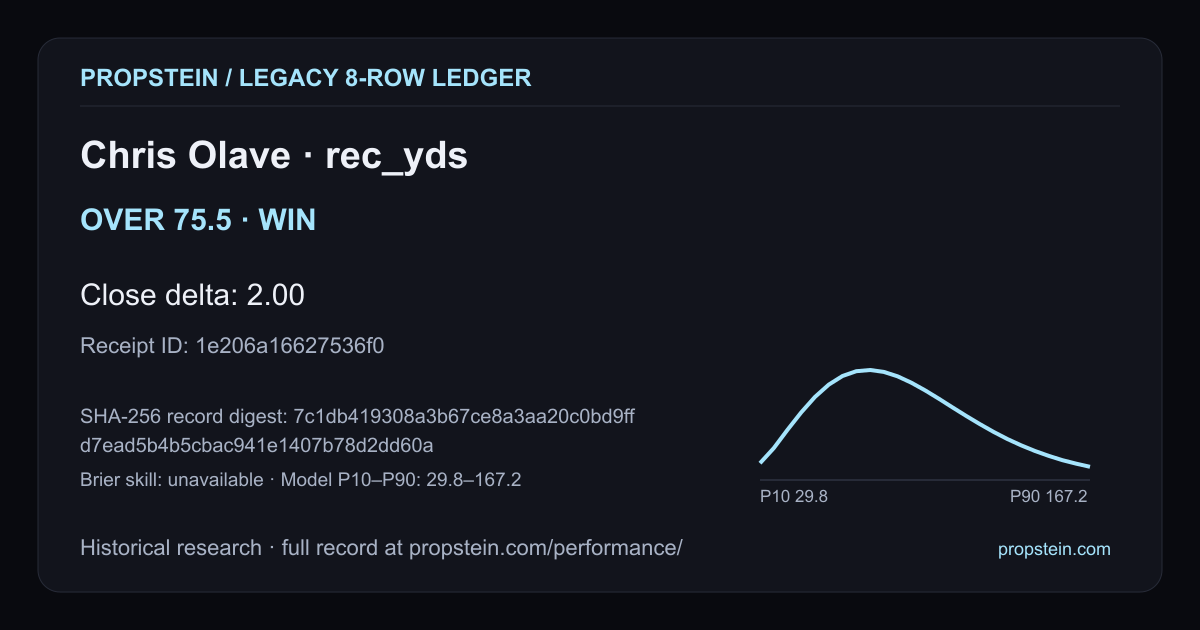 PROPSTEIN / LEGACY 8-ROW LEDGER
Chris Olave · rec_yds
OVER 75.5 · WIN
Close delta: 2.00
Receipt ID: 1e206a16627536f0
SHA-256 record digest: 7c1db419308a3b67ce8a3aa20c0bd9ff
d7ead5b4b5cbac941e1407b78d2dd60a
Brier skill: unavailable · Model P10–P90: 29.8–167.2
P10 29.8
P90 167.2
Historical research · full record at propstein.com/performance/
propstein.com